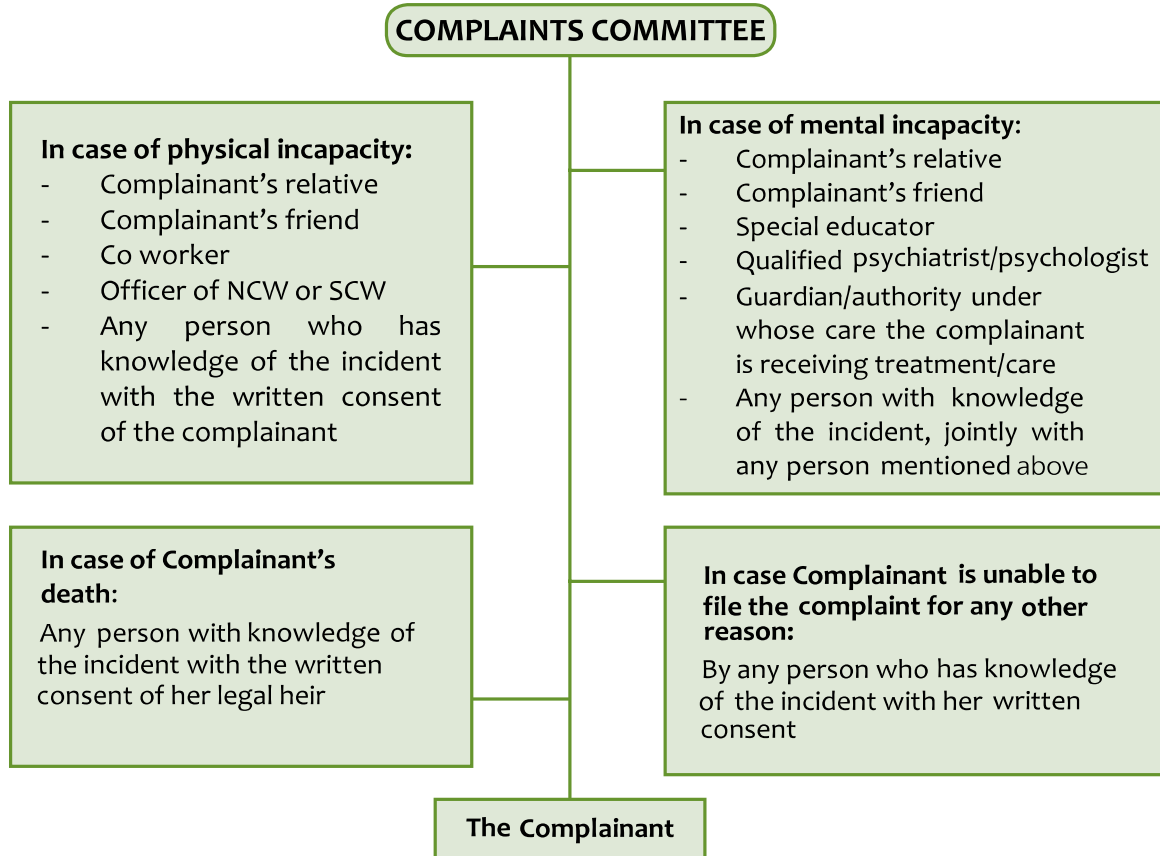 COMPLAINTS COMMITTEE
In case of physical incapacity:
- Complainant's relative
- Complainant's friend
- Co worker
- Officer of NCW or SCW
- Any person who has
knowledge of the incident
with the written consent
of the complainant
In case of mental incapacity:
- Complainant's relative
- Complainant's friend
- Special educator
- Qualified psychiatrist/psychologist
- Guardian/authority under
whose care the complainant
is receiving treatment/care
- Any person with knowledge
of the incident, jointly with
any person mentioned above
In case of Complainant's
death:
Any person with knowledge of
the incident with the written
consent of her legal heir
In case Complainant is unable to
file the complaint for any other
reason:
By any person who has knowledge
of the incident with her written
consent
The Complainant